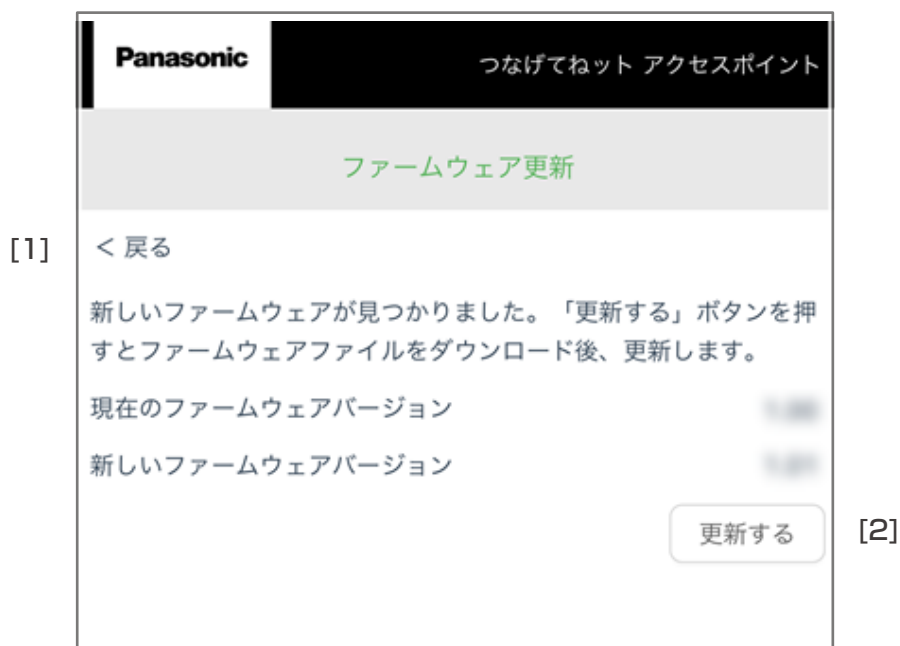 Panasonic
つなげてねット アクセスポイント
ファームウェア更新
[1]
< 戻る
新しいファームウェアが見つかりました。「更新する」ボタンを押
すとファームウェアファイルをダウンロード後、更新します。
現在のファームウェアバージョン
新しいファームウェアバージョン
更新する
[2]